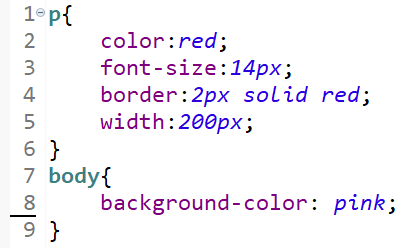 1 p{
2     color:red;
3     font-size:14px;
4     border:2px solid red;
5     width:200px;
6 }
7 body{
8     background-color: pink;
9 }